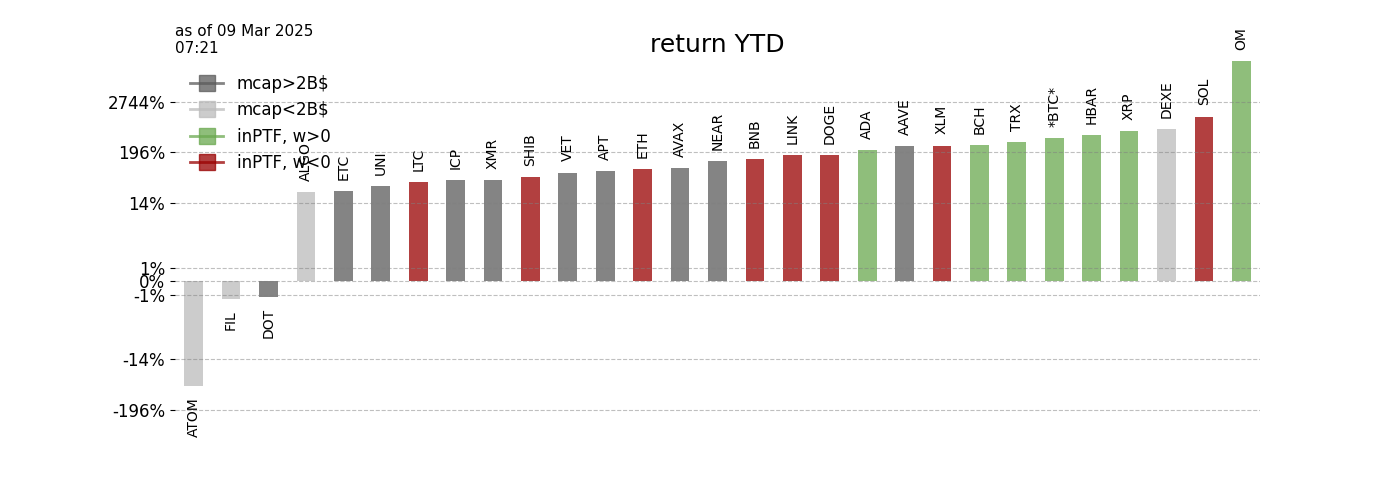 as of 09 Mar 2025
07:21
return YTD
mcap>2B$
mcap<2B$
inPTF, w>0
inPTF, w<0
2744%
196%
14%
1%
0%
-1%
-14%
-196%
ATOM
FIL
DOT
ALGO
ETC
UNI
LTC
ICP
XMR
SHIB
VET
APT
ETH
AVAX
NEAR
BNB
LINK
DOGE
ADA
AAVE
XLM
BCH
TRX
*BTC*
HBAR
XRP
DEXE
SOL
OM